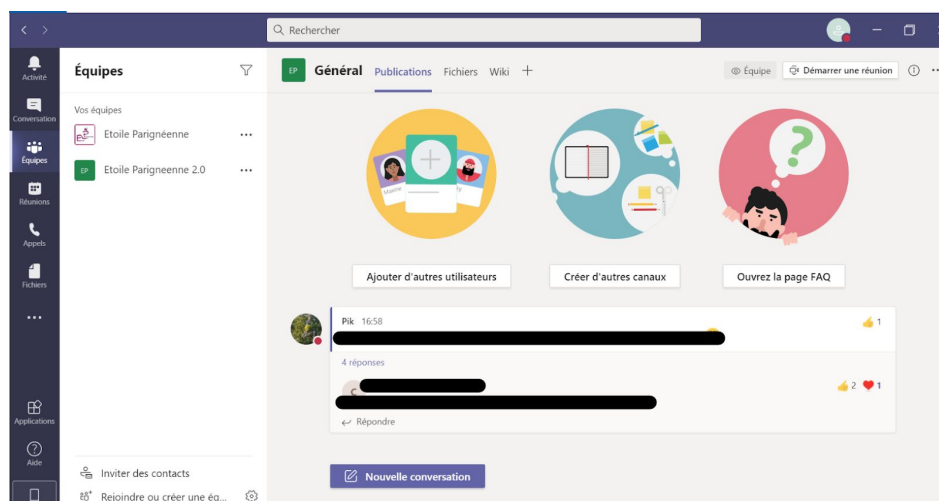 Rechercher
Activité
Conversation
Équipes
Réunions
Appels
Fichiers
Applications
Aide
Équipes
Vos équipes
Etoile Parignéenne
EP Etoile Parigneenne 2.0
Inviter des contacts
Rejoindre ou créer une éq...
EP Général Publications Fichiers Wiki
Équipe Démarrer une réunion
Maxine
Ajouter d'autres utilisateurs Créer d'autres canaux Ouvrez la page FAQ
Pik 16:58 1
4 réponses
2 1
Répondre
Nouvelle conversation